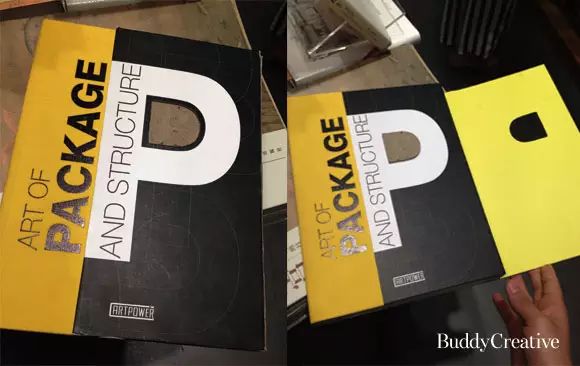 ART OF
PACKAGE
AND STRUCTURE
P
ARTPOWER
ART OF
PACKAGE
AND STRUCTURE
P
ARTPOWER
BuddyCreative